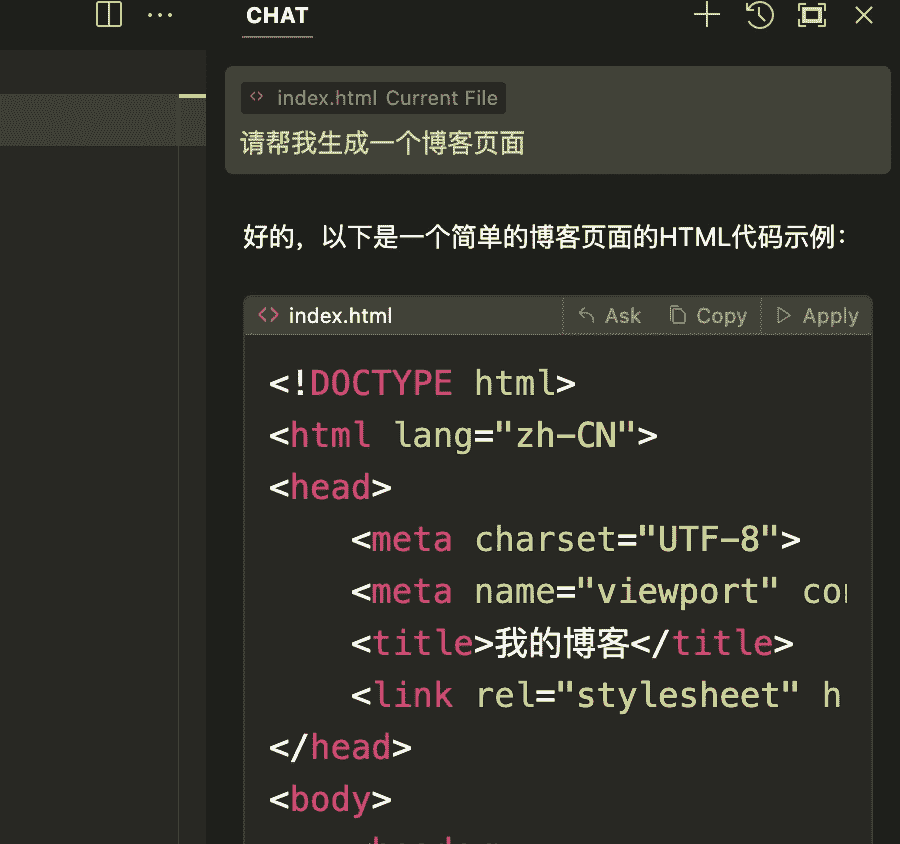 CHAT
index.html Current File
请帮我生成一个博客页面
好的，以下是一个简单的博客页面的HTML代码示例：
index.html Ask Copy Apply
<!DOCTYPE html>
<html lang="zh-CN">
<head>
<meta charset="UTF-8">
<meta name="viewport" co
<title>我的博客</title>
<link rel="stylesheet" h
</head>
<body>